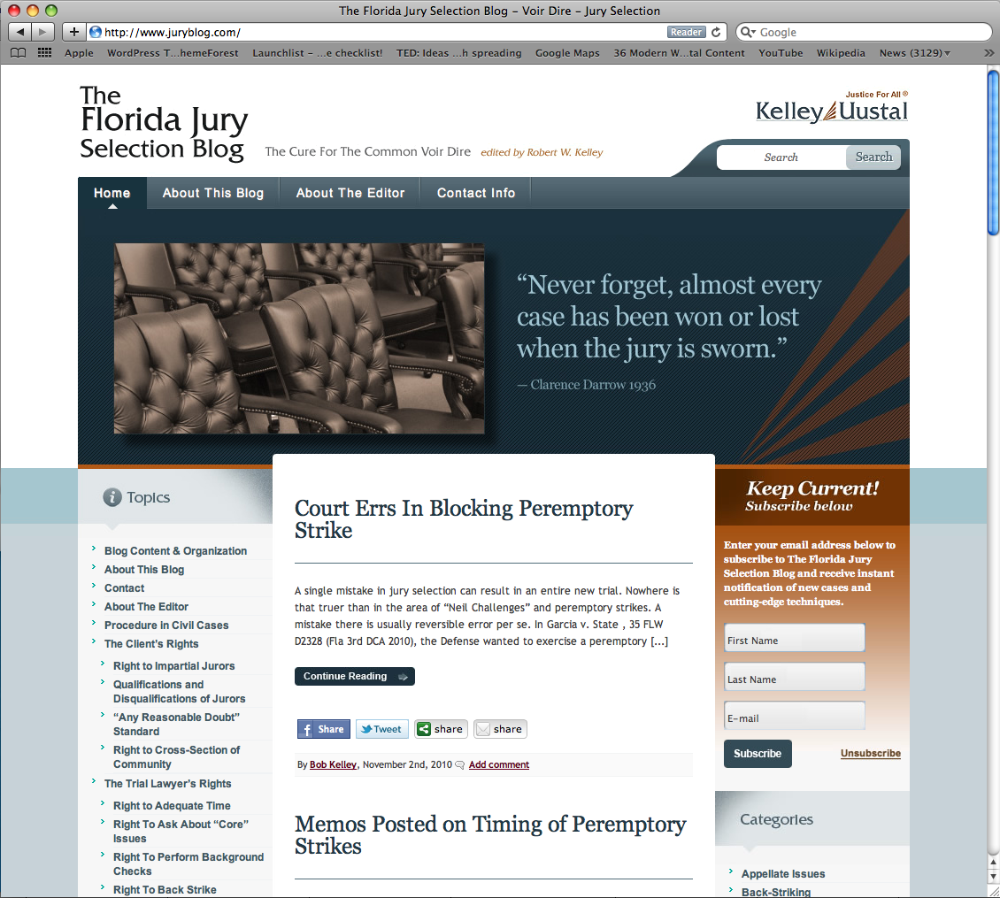 The Florida Jury Selection Blog – Voir Dire – Jury Selection
http://www.juryblog.com/
Reader
Google
Apple
WordPress T...hemeForest
Launchlist – ...e checklist!
TED: Ideas ...h spreading
Google Maps
36 Modern W...tal Content
YouTube
Wikipedia
News (3129)
The
Florida Jury
Selection Blog
The Cure For The Common Voir Dire
edited by Robert W. Kelley
Justice For All ®
Kelley Uustal
Search
Search
Home
About This Blog
About The Editor
Contact Info
“Never forget, almost every
case has been won or lost
when the jury is sworn.”
— Clarence Darrow 1936
Topics
Blog Content & Organization
About This Blog
Contact
About The Editor
Procedure in Civil Cases
The Client’s Rights
Right to Impartial Jurors
Qualifications and
Disqualifications of Jurors
“Any Reasonable Doubt”
Standard
Right to Cross-Section of
Community
The Trial Lawyer’s Rights
Right to Adequate Time
Right To Ask About “Core”
Issues
Right To Perform Background
Checks
Right To Back Strike
Court Errs In Blocking Peremptory
Strike
A single mistake in jury selection can result in an entire new trial. Nowhere is
that truer than in the area of “Neil Challenges” and peremptory strikes. A
mistake there is usually reversible error per se. In Garcia v. State , 35 FLW
D2328 (Fla 3rd DCA 2010), the Defense wanted to exercise a peremptory [...]
Continue Reading
Share
Tweet
share
share
By Bob Kelley, November 2nd, 2010 Add comment
Memos Posted on Timing of Peremptory
Strikes
Keep Current!
Subscribe below
Enter your email address below to
subscribe to The Florida Jury
Selection Blog and receive instant
notification of new cases and
cutting-edge techniques.
First Name
Last Name
E-mail
Subscribe
Unsubscribe
Categories
Appellate Issues
Back-Striking